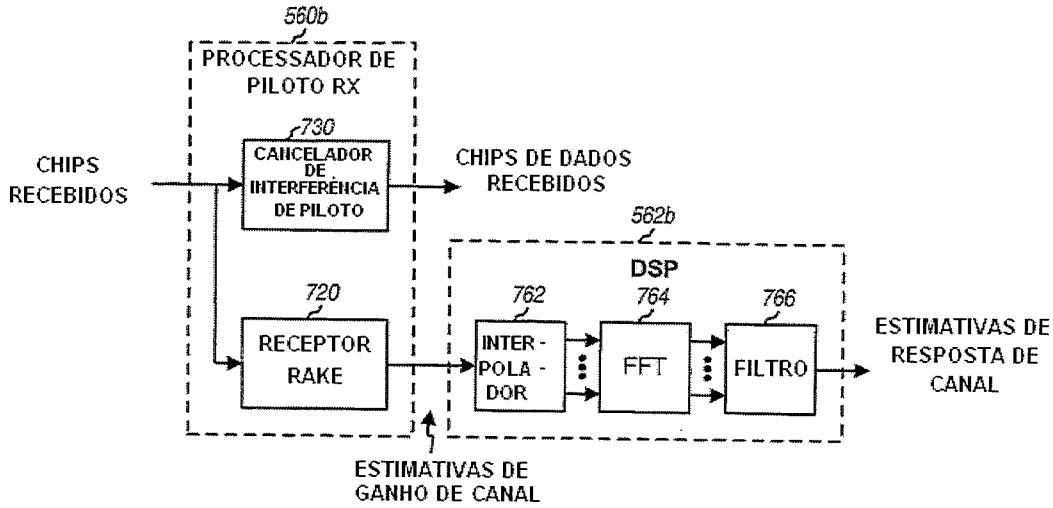 560b
PROCESSADOR DE
PILOTO RX
730
CANCELADOR
DE
INTERFERÊNCIA
DE PILOTO
CHIPS
RECEBIDOS
CHIPS DE DADOS
RECEBIDOS
562b
DSP
720
RECEPTOR
RAKE
762
INTER-
POLA-
DOR
764
FFT
766
FILTRO
ESTIMATIVAS DE
RESPOSTA DE
CANAL
ESTIMATIVAS DE
GANHO DE CANAL